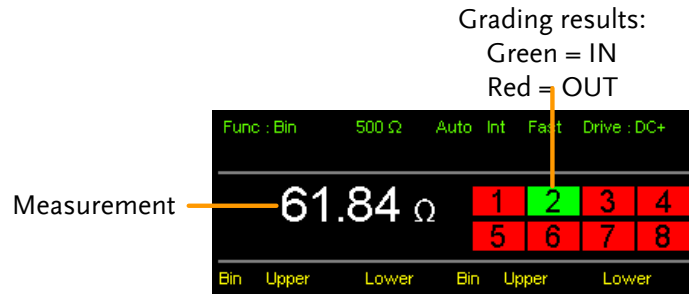 Grading results:
Green = IN
Red = OUT
Func : Bin 500 Ω Auto Int Fast Drive : DC+
Measurement
61.84 Ω
1 2 3 4
5 6 7 8
Bin Upper Lower Bin Upper Lower